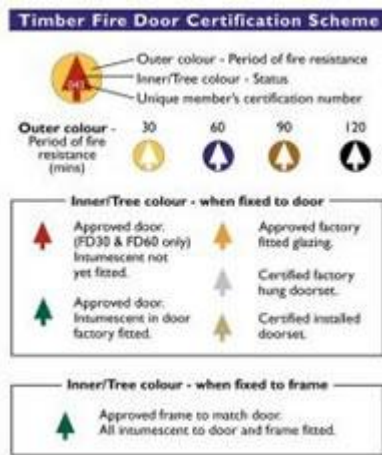 Timber Fire Door Certification Scheme
Outer colour - Period of fire resistance
Inner/Tree colour - Status
Unique member's certification number
Outer colour - 30 60 90 120
Period of fire
resistance
(mins)
Inner/Tree colour - when fixed to door
Approved door.
(FD30 & FD60 only)
Intumescent not
yet fitted.
Approved door.
Intumescent in door
factory fitted.
Approved factory
fitted glazing.
Certified factory
hung doorset.
Certified installed
doorset.
Inner/Tree colour - when fixed to frame
Approved frame to match door.
All intumescent to door and frame fitted.